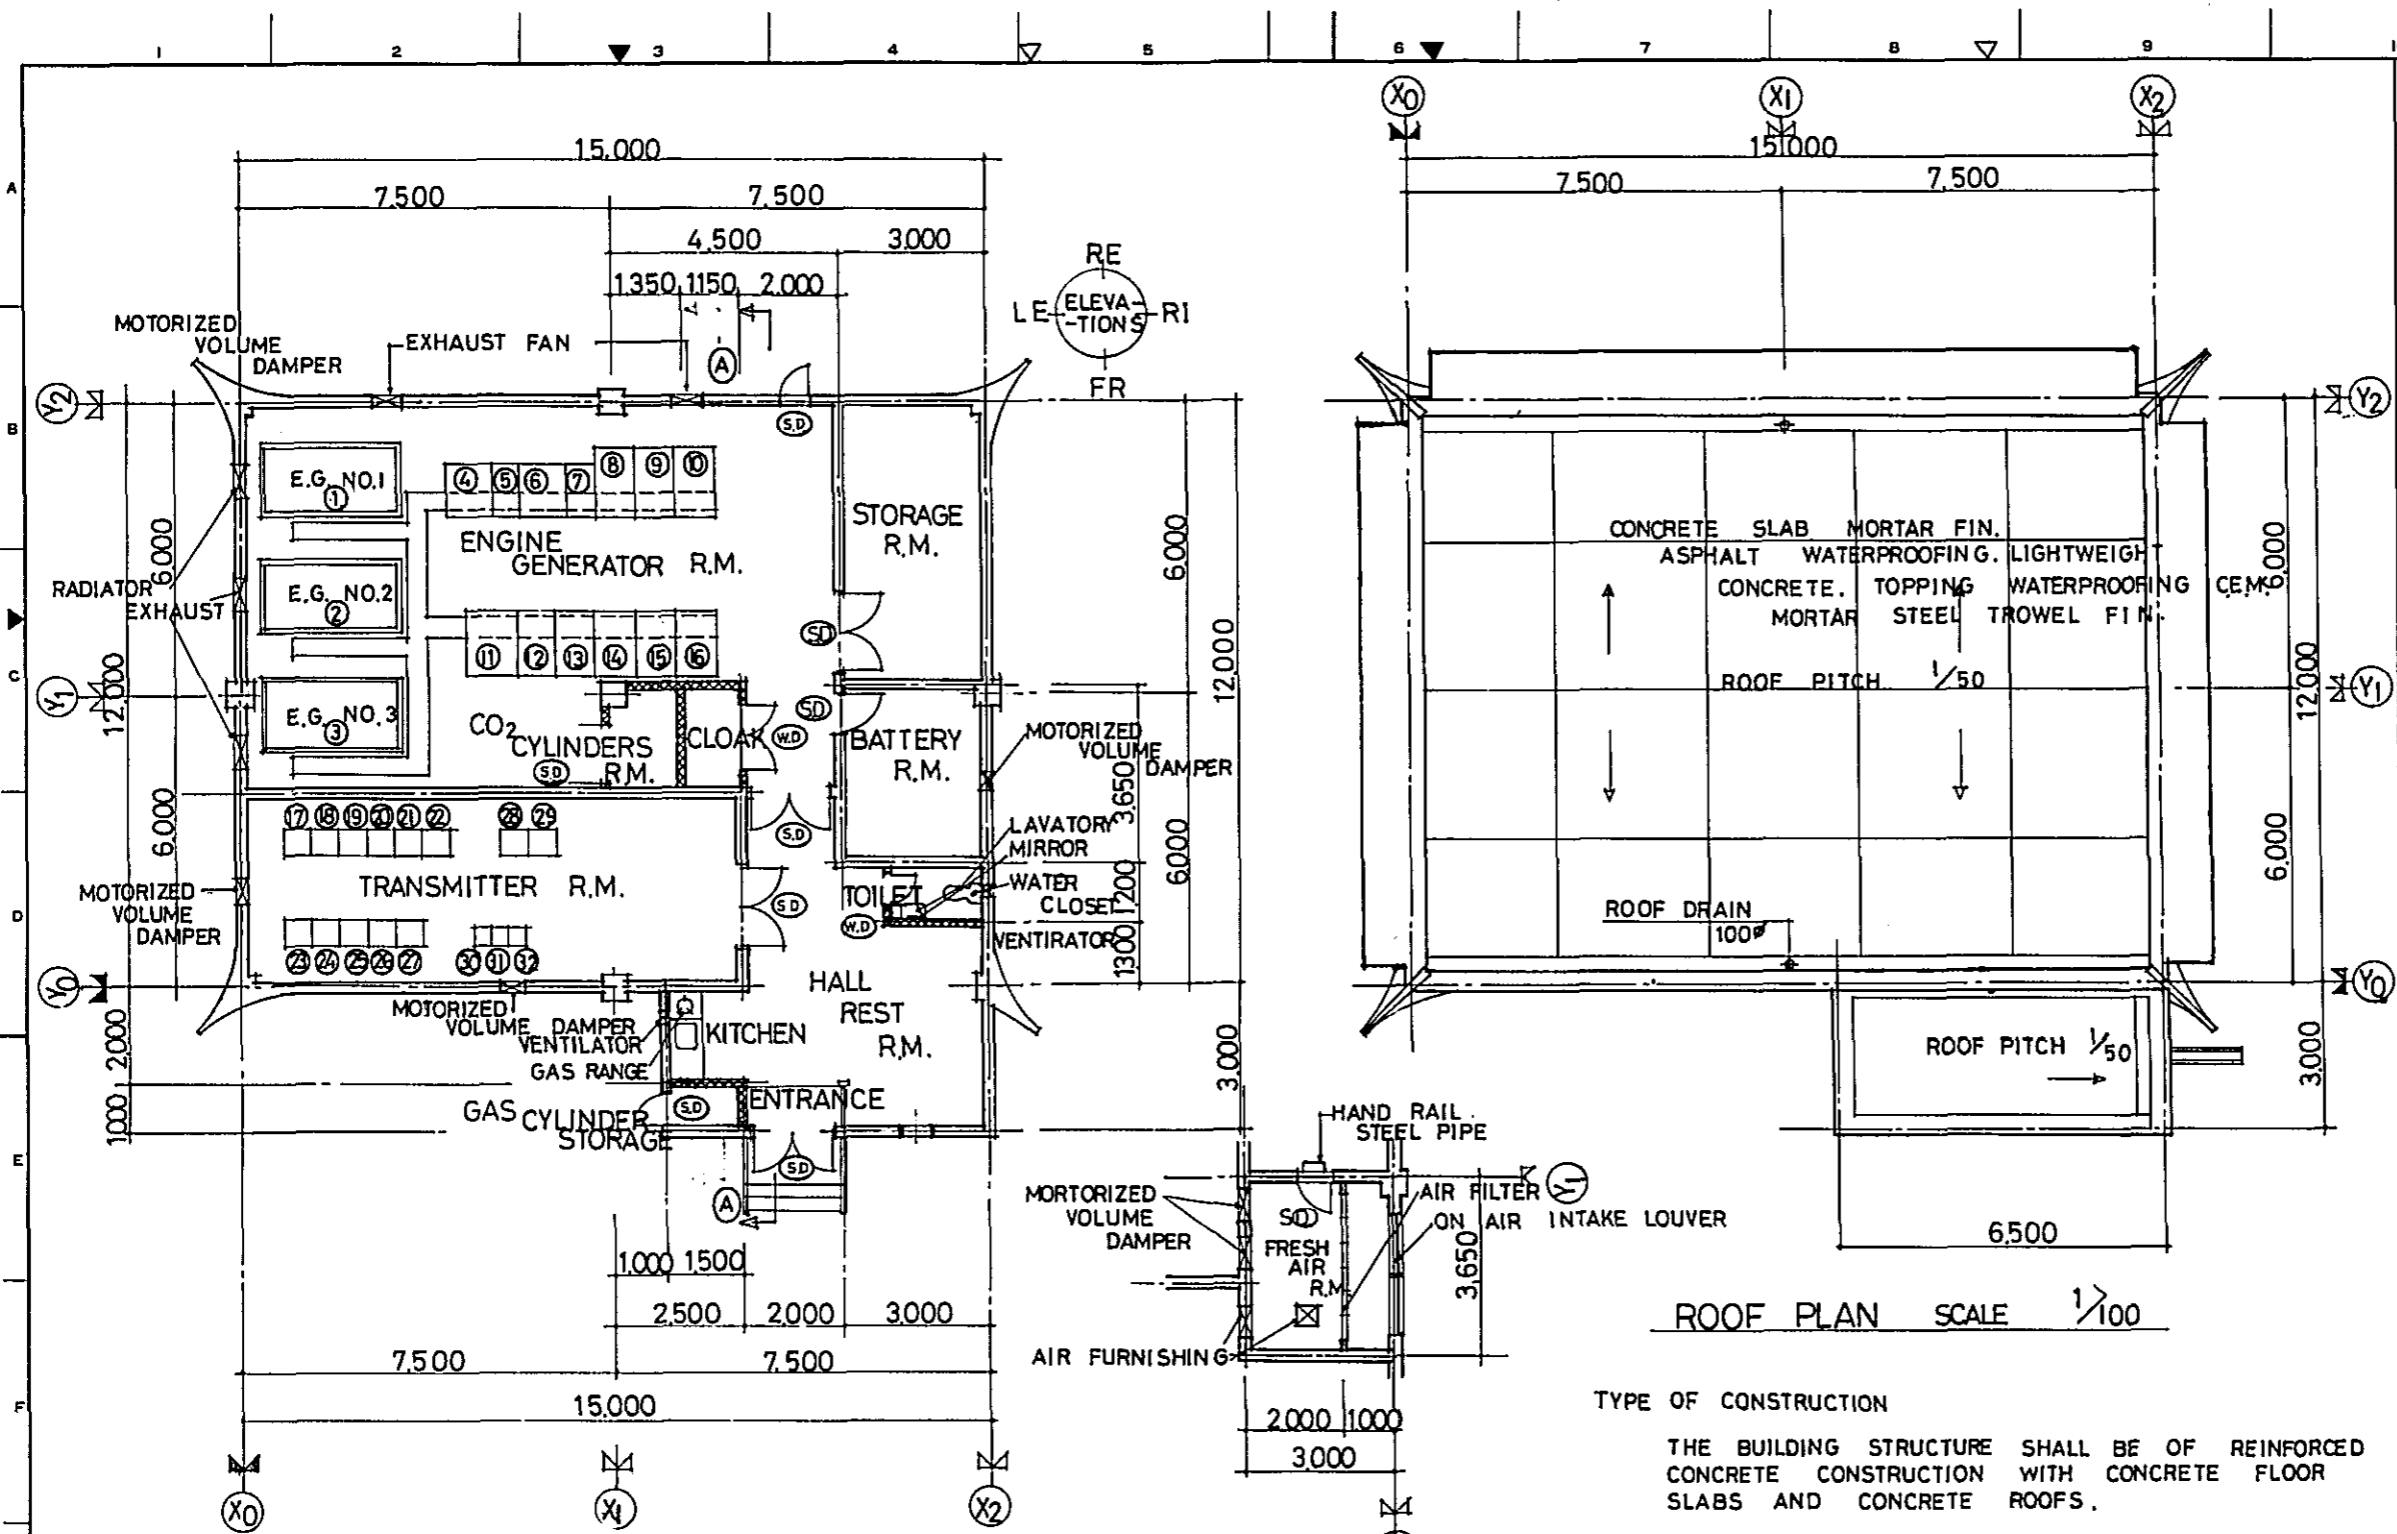 1 2 3 4 5 6 7 8 9
A
B
C
D
E
F
15.000
7.500 7.500
4.500 3.000
1.350 1.150 2.000
RE
LE ELEVA- RI
-TIONS
FR
MOTORIZED
VOLUME
DAMPER
EXHAUST FAN
A
Y2
S.D
E.G. NO.1
1
4 5 6 7 8 9 10
STORAGE
R.M.
ENGINE
GENERATOR R.M.
6.000
6.000
RADIATOR
EXHAUST
E.G. NO.2
2
SD
12.000
12.000
11 12 13 14 15 16
Y1
E.G. NO.3
3
CO2
CYLINDERS
R.M.
S.D
CLOAK
W.D
SD
BATTERY
R.M.
MOTORIZED
VOLUME
DAMPER
3.650
6.000
6.000
17 18 19 20 21 22 28 29
S.D
LAVATORY
MIRROR
TRANSMITTER R.M.
TOILET
WATER
CLOSET
1.200
MOTORIZED
VOLUME
DAMPER
S.D
W.D
VENTIRATOR
1.300
23 24 25 26 27 30 31 32
Y0
HALL
REST
R.M.
MOTORIZED
VOLUME DAMPER
VENTILATOR
GAS RANGE
KITCHEN
2.000
1.000
3.000
GAS
CYLINDER
STORAGE
S.D
ENTRANCE
S.D
A
1.000 1.500
2.500 2.000 3.000
7.500 7.500
15.000
X0 X1 X2
HAND RAIL.
STEEL PIPE
Y1
MORTORIZED
VOLUME
DAMPER
AIR FILTER
ON AIR INTAKE LOUVER
SD
FRESH
AIR
R.M.
3.650
AIR FURNISHING
2.000 1.000
3.000
X0 X1 X2
15.000
7.500 7.500
Y2
CONCRETE SLAB MORTAR FIN.
ASPHALT WATERPROOFING. LIGHTWEIGHT
CONCRETE. TOPPING WATERPROOFING CEM.
MORTAR STEEL TROWEL FIN.
6.000
ROOF PITCH 1/50
12.000
Y1
ROOF DRAIN
100ø
6.000
Y0
ROOF PITCH 1/50
3.000
6.500
ROOF PLAN SCALE 1/100
TYPE OF CONSTRUCTION
THE BUILDING STRUCTURE SHALL BE OF REINFORCED
CONCRETE CONSTRUCTION WITH CONCRETE FLOOR
SLABS AND CONCRETE ROOFS.